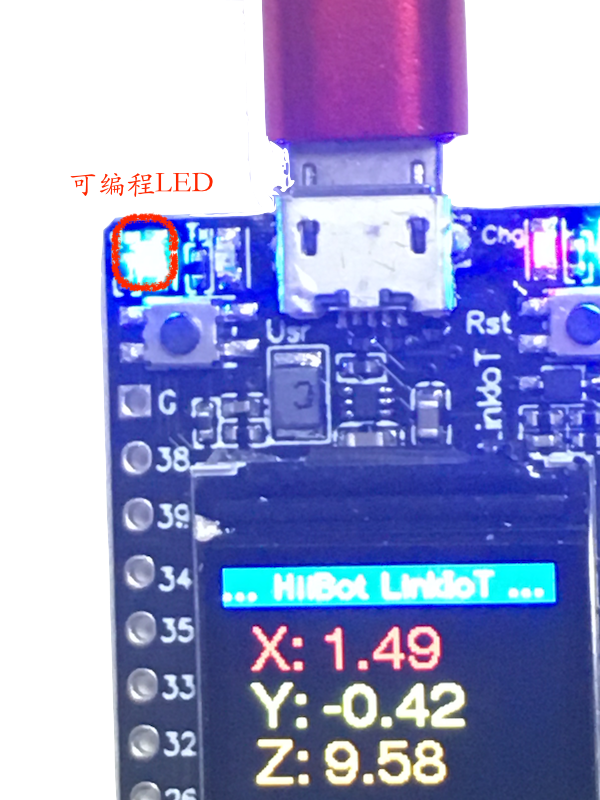 可编程LED
Chg
Usr
Rst
LinkIoT
G
38
39
34
35
33
32
26
... HiiBot LinkIoT ...
X: 1.49
Y: -0.42
Z: 9.58